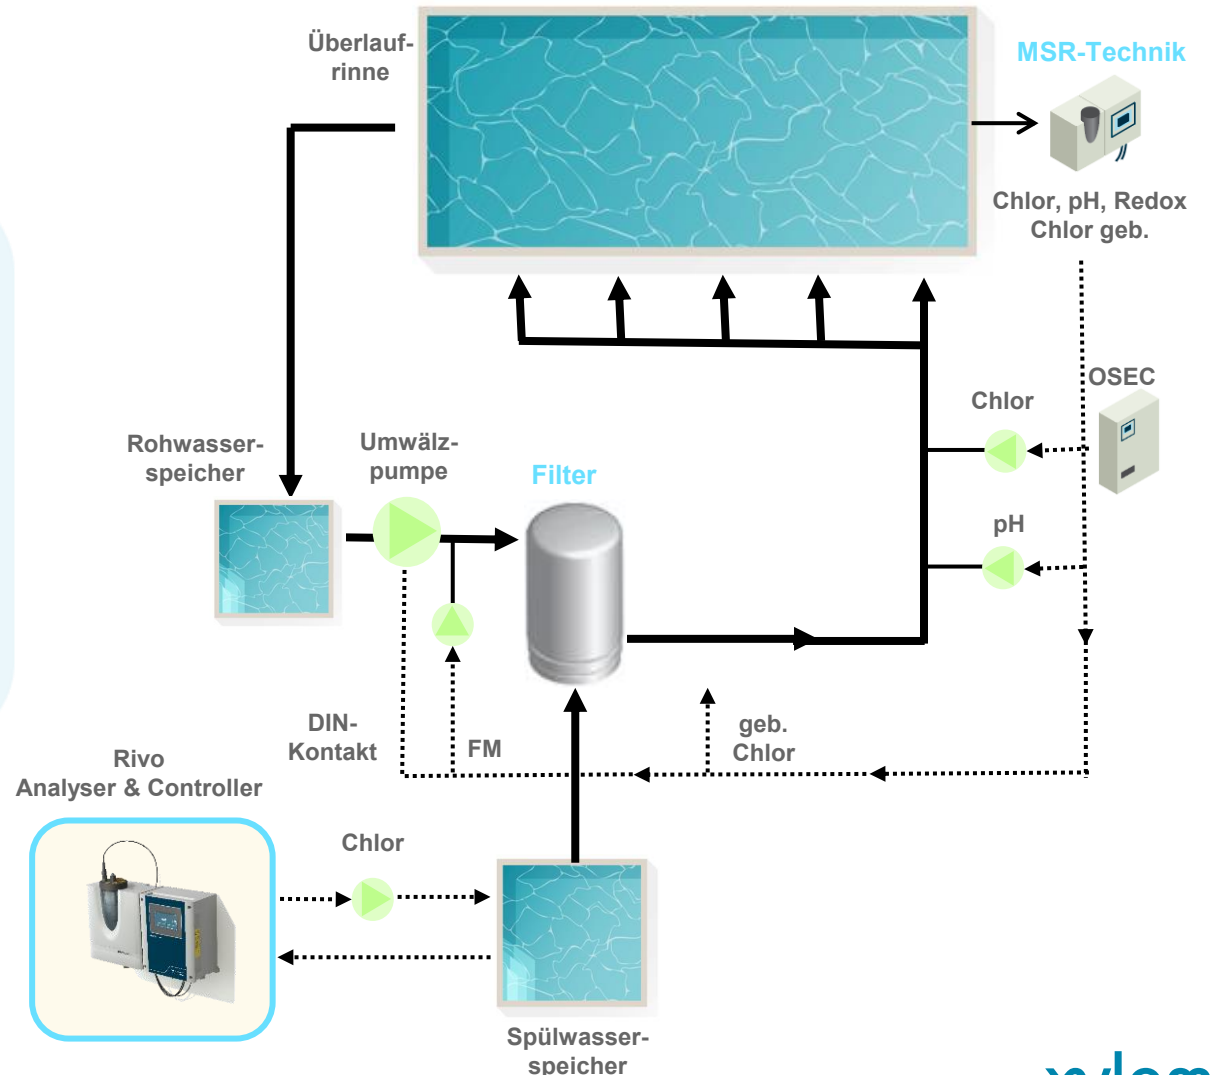 Überlauf-
rinne
MSR-Technik
Chlor, pH, Redox
Chlor geb.
OSEC
Chlor
Rohwasser-
speicher
Umwälz-
pumpe
Filter
pH
DIN-
Kontakt
FM
geb.
Chlor
Rivo
Analyser & Controller
Chlor
Spülwasser-
speicher